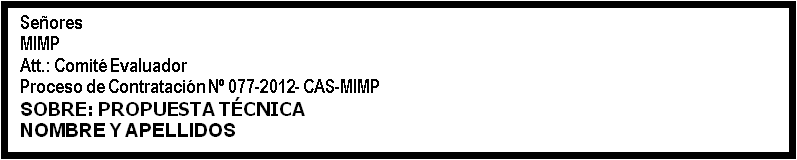 Señores
MIMP
Att.: Comité Evaluador
Proceso de Contratación Nº 077-2012- CAS-MIMP
SOBRE: PROPUESTA TÉCNICA
NOMBRE Y APELLIDOS